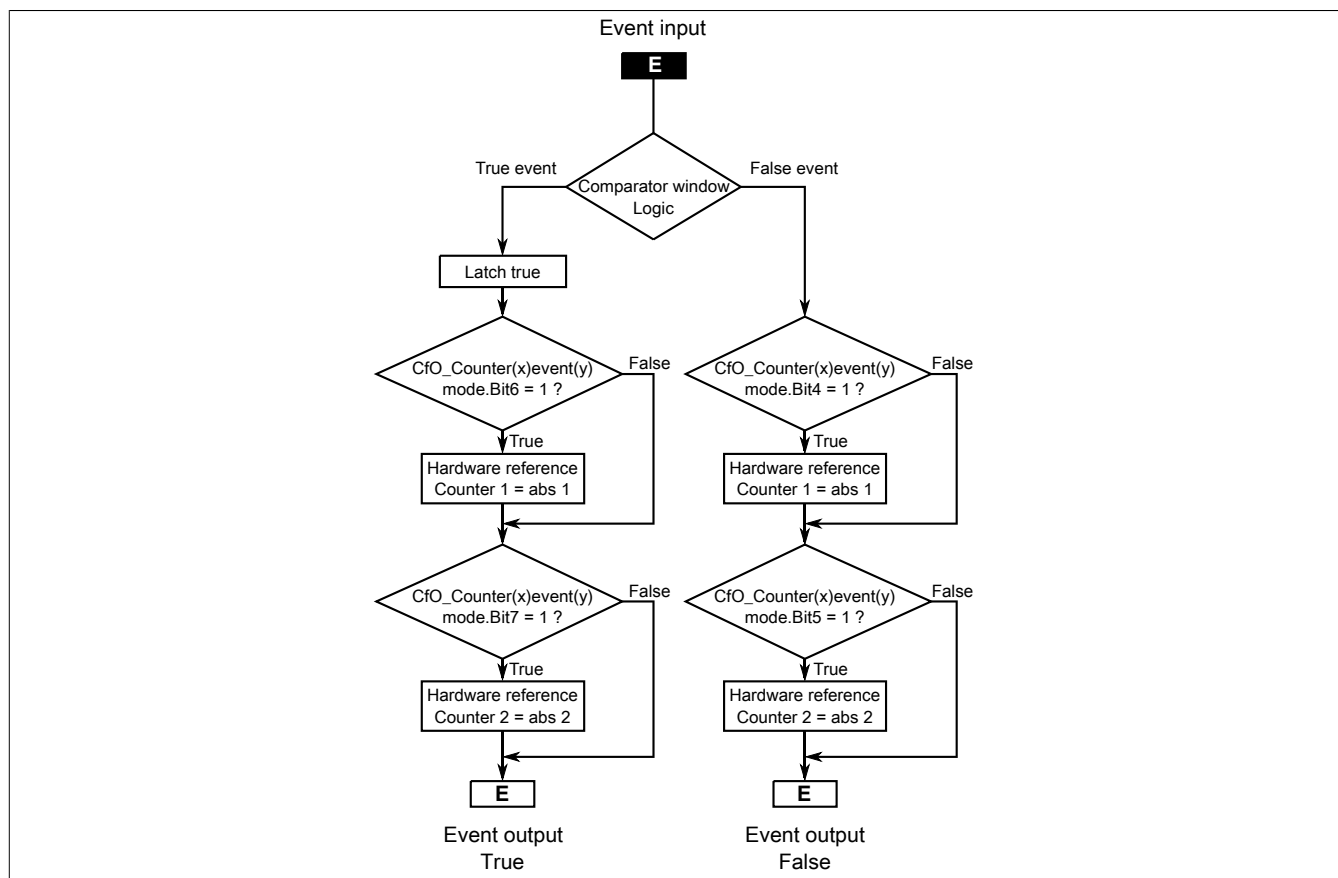 Event input
E
Comparator window
Logic
True event
False event
Latch true
CfO_Counter(x)event(y)
mode.Bit6 = 1 ?
False
True
Hardware reference
Counter 1 = abs 1
CfO_Counter(x)event(y)
mode.Bit7 = 1 ?
False
True
Hardware reference
Counter 2 = abs 2
E
Event output
True
CfO_Counter(x)event(y)
mode.Bit4 = 1 ?
False
True
Hardware reference
Counter 1 = abs 1
CfO_Counter(x)event(y)
mode.Bit5 = 1 ?
False
True
Hardware reference
Counter 2 = abs 2
E
Event output
False